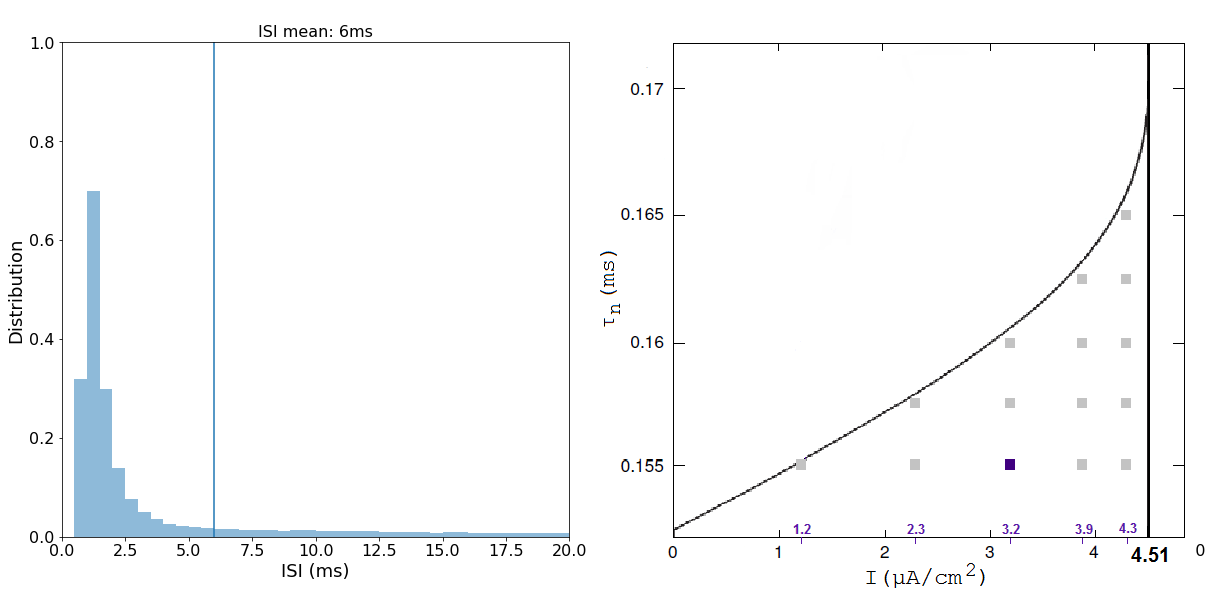 ISI mean: 6ms
1.0
0.8
0.6
0.4
0.2
0.0
Distribution
0.0 2.5 5.0 7.5 10.0 12.5 15.0 17.5 20.0
ISI (ms)
0.17
0.165
0.16
0.155
τn (ms)
1.2 2.3 3.2 3.9 4.3
0 1 2 3 4 4.51 0
I(μA/cm²)